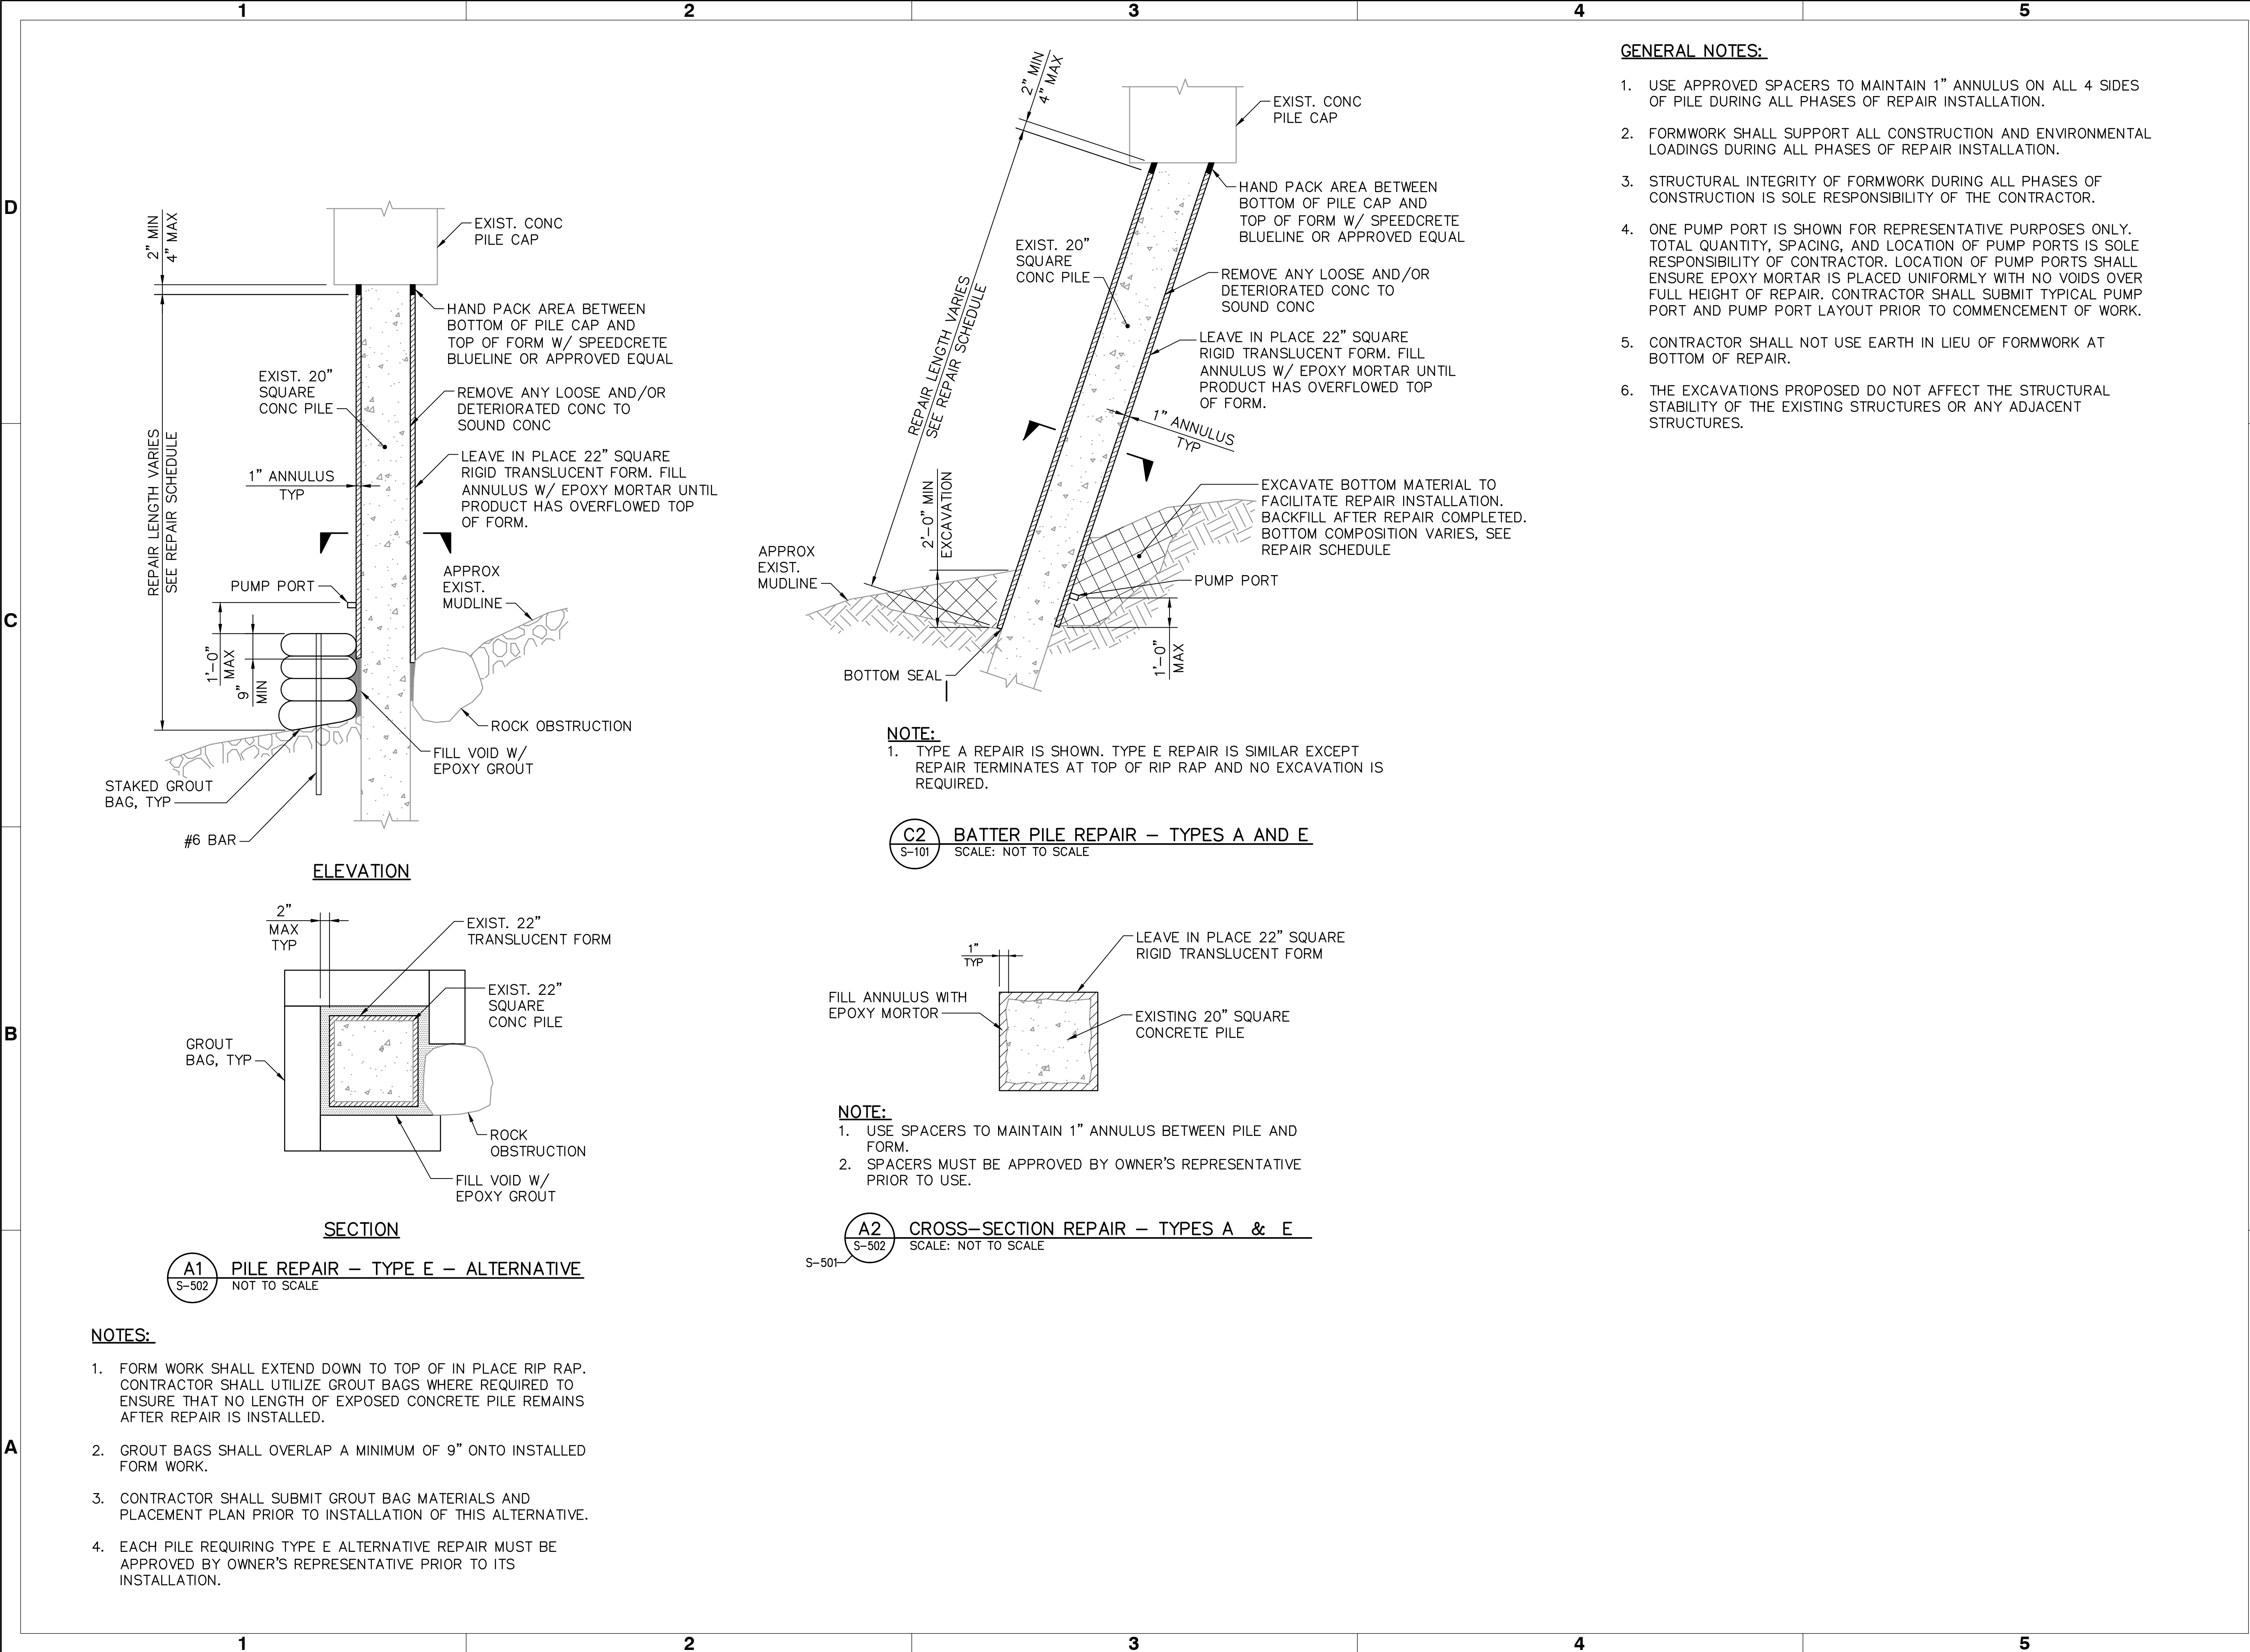 1
2
3
4
5
D
C
B
A
2" MIN
4" MAX
EXIST. CONC
PILE CAP
HAND PACK AREA BETWEEN
BOTTOM OF PILE CAP AND
TOP OF FORM W/ SPEEDCRETE
BLUELINE OR APPROVED EQUAL
EXIST. 20"
SQUARE
CONC PILE
REMOVE ANY LOOSE AND/OR
DETERIORATED CONC TO
SOUND CONC
LEAVE IN PLACE 22" SQUARE
RIGID TRANSLUCENT FORM. FILL
ANNULUS W/ EPOXY MORTAR UNTIL
PRODUCT HAS OVERFLOWED TOP
OF FORM.
1" ANNULUS
TYP
REPAIR LENGTH VARIES
SEE REPAIR SCHEDULE
PUMP PORT
APPROX
EXIST.
MUDLINE
1'-0"
MAX
9"
MIN
ROCK OBSTRUCTION
FILL VOID W/
EPOXY GROUT
STAKED GROUT
BAG, TYP
#6 BAR
ELEVATION
2"
MAX
TYP
EXIST. 22"
TRANSLUCENT FORM
EXIST. 22"
SQUARE
CONC PILE
GROUT
BAG, TYP
ROCK
OBSTRUCTION
FILL VOID W/
EPOXY GROUT
SECTION
A1
S-502
PILE REPAIR - TYPE E - ALTERNATIVE
NOT TO SCALE
NOTES:
1. FORM WORK SHALL EXTEND DOWN TO TOP OF IN PLACE RIP RAP.
CONTRACTOR SHALL UTILIZE GROUT BAGS WHERE REQUIRED TO
ENSURE THAT NO LENGTH OF EXPOSED CONCRETE PILE REMAINS
AFTER REPAIR IS INSTALLED.
2. GROUT BAGS SHALL OVERLAP A MINIMUM OF 9" ONTO INSTALLED
FORM WORK.
3. CONTRACTOR SHALL SUBMIT GROUT BAG MATERIALS AND
PLACEMENT PLAN PRIOR TO INSTALLATION OF THIS ALTERNATIVE.
4. EACH PILE REQUIRING TYPE E ALTERNATIVE REPAIR MUST BE
APPROVED BY OWNER'S REPRESENTATIVE PRIOR TO ITS
INSTALLATION.
2" MIN
4" MAX
EXIST. CONC
PILE CAP
HAND PACK AREA BETWEEN
BOTTOM OF PILE CAP AND
TOP OF FORM W/ SPEEDCRETE
BLUELINE OR APPROVED EQUAL
EXIST. 20"
SQUARE
CONC PILE
REMOVE ANY LOOSE AND/OR
DETERIORATED CONC TO
SOUND CONC
LEAVE IN PLACE 22" SQUARE
RIGID TRANSLUCENT FORM. FILL
ANNULUS W/ EPOXY MORTAR UNTIL
PRODUCT HAS OVERFLOWED TOP
OF FORM.
REPAIR LENGTH VARIES
SEE REPAIR SCHEDULE
1" ANNULUS
TYP
2'-0" MIN
EXCAVATION
EXCAVATE BOTTOM MATERIAL TO
FACILITATE REPAIR INSTALLATION.
BACKFILL AFTER REPAIR COMPLETED.
BOTTOM COMPOSITION VARIES, SEE
REPAIR SCHEDULE
APPROX
EXIST.
MUDLINE
PUMP PORT
1'-0"
MAX
BOTTOM SEAL
NOTE:
1. TYPE A REPAIR IS SHOWN. TYPE E REPAIR IS SIMILAR EXCEPT
REPAIR TERMINATES AT TOP OF RIP RAP AND NO EXCAVATION IS
REQUIRED.
C2
S-101
BATTER PILE REPAIR - TYPES A AND E
SCALE: NOT TO SCALE
1"
TYP
LEAVE IN PLACE 22" SQUARE
RIGID TRANSLUCENT FORM
FILL ANNULUS WITH
EPOXY MORTOR
EXISTING 20" SQUARE
CONCRETE PILE
NOTE:
1. USE SPACERS TO MAINTAIN 1" ANNULUS BETWEEN PILE AND
FORM.
2. SPACERS MUST BE APPROVED BY OWNER'S REPRESENTATIVE
PRIOR TO USE.
A2
S-502
S-501
CROSS-SECTION REPAIR - TYPES A & E
SCALE: NOT TO SCALE
GENERAL NOTES:
1. USE APPROVED SPACERS TO MAINTAIN 1" ANNULUS ON ALL 4 SIDES
OF PILE DURING ALL PHASES OF REPAIR INSTALLATION.
2. FORMWORK SHALL SUPPORT ALL CONSTRUCTION AND ENVIRONMENTAL
LOADINGS DURING ALL PHASES OF REPAIR INSTALLATION.
3. STRUCTURAL INTEGRITY OF FORMWORK DURING ALL PHASES OF
CONSTRUCTION IS SOLE RESPONSIBILITY OF THE CONTRACTOR.
4. ONE PUMP PORT IS SHOWN FOR REPRESENTATIVE PURPOSES ONLY.
TOTAL QUANTITY, SPACING, AND LOCATION OF PUMP PORTS IS SOLE
RESPONSIBILITY OF CONTRACTOR. LOCATION OF PUMP PORTS SHALL
ENSURE EPOXY MORTAR IS PLACED UNIFORMLY WITH NO VOIDS OVER
FULL HEIGHT OF REPAIR. CONTRACTOR SHALL SUBMIT TYPICAL PUMP
PORT AND PUMP PORT LAYOUT PRIOR TO COMMENCEMENT OF WORK.
5. CONTRACTOR SHALL NOT USE EARTH IN LIEU OF FORMWORK AT
BOTTOM OF REPAIR.
6. THE EXCAVATIONS PROPOSED DO NOT AFFECT THE STRUCTURAL
STABILITY OF THE EXISTING STRUCTURES OR ANY ADJACENT
STRUCTURES.
1
2
3
4
5